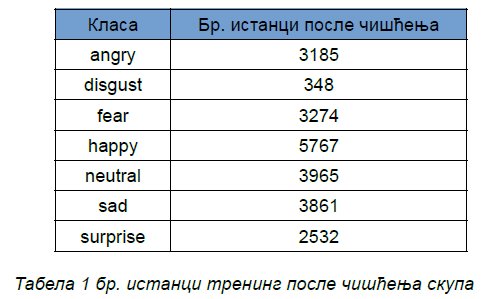 Класа Бр. истанци после чишћења
angry 3185
disgust 348
fear 3274
happy 5767
neutral 3965
sad 3861
surprise 2532
Табела 1 бр. истанци тренинг после чишћења скупа